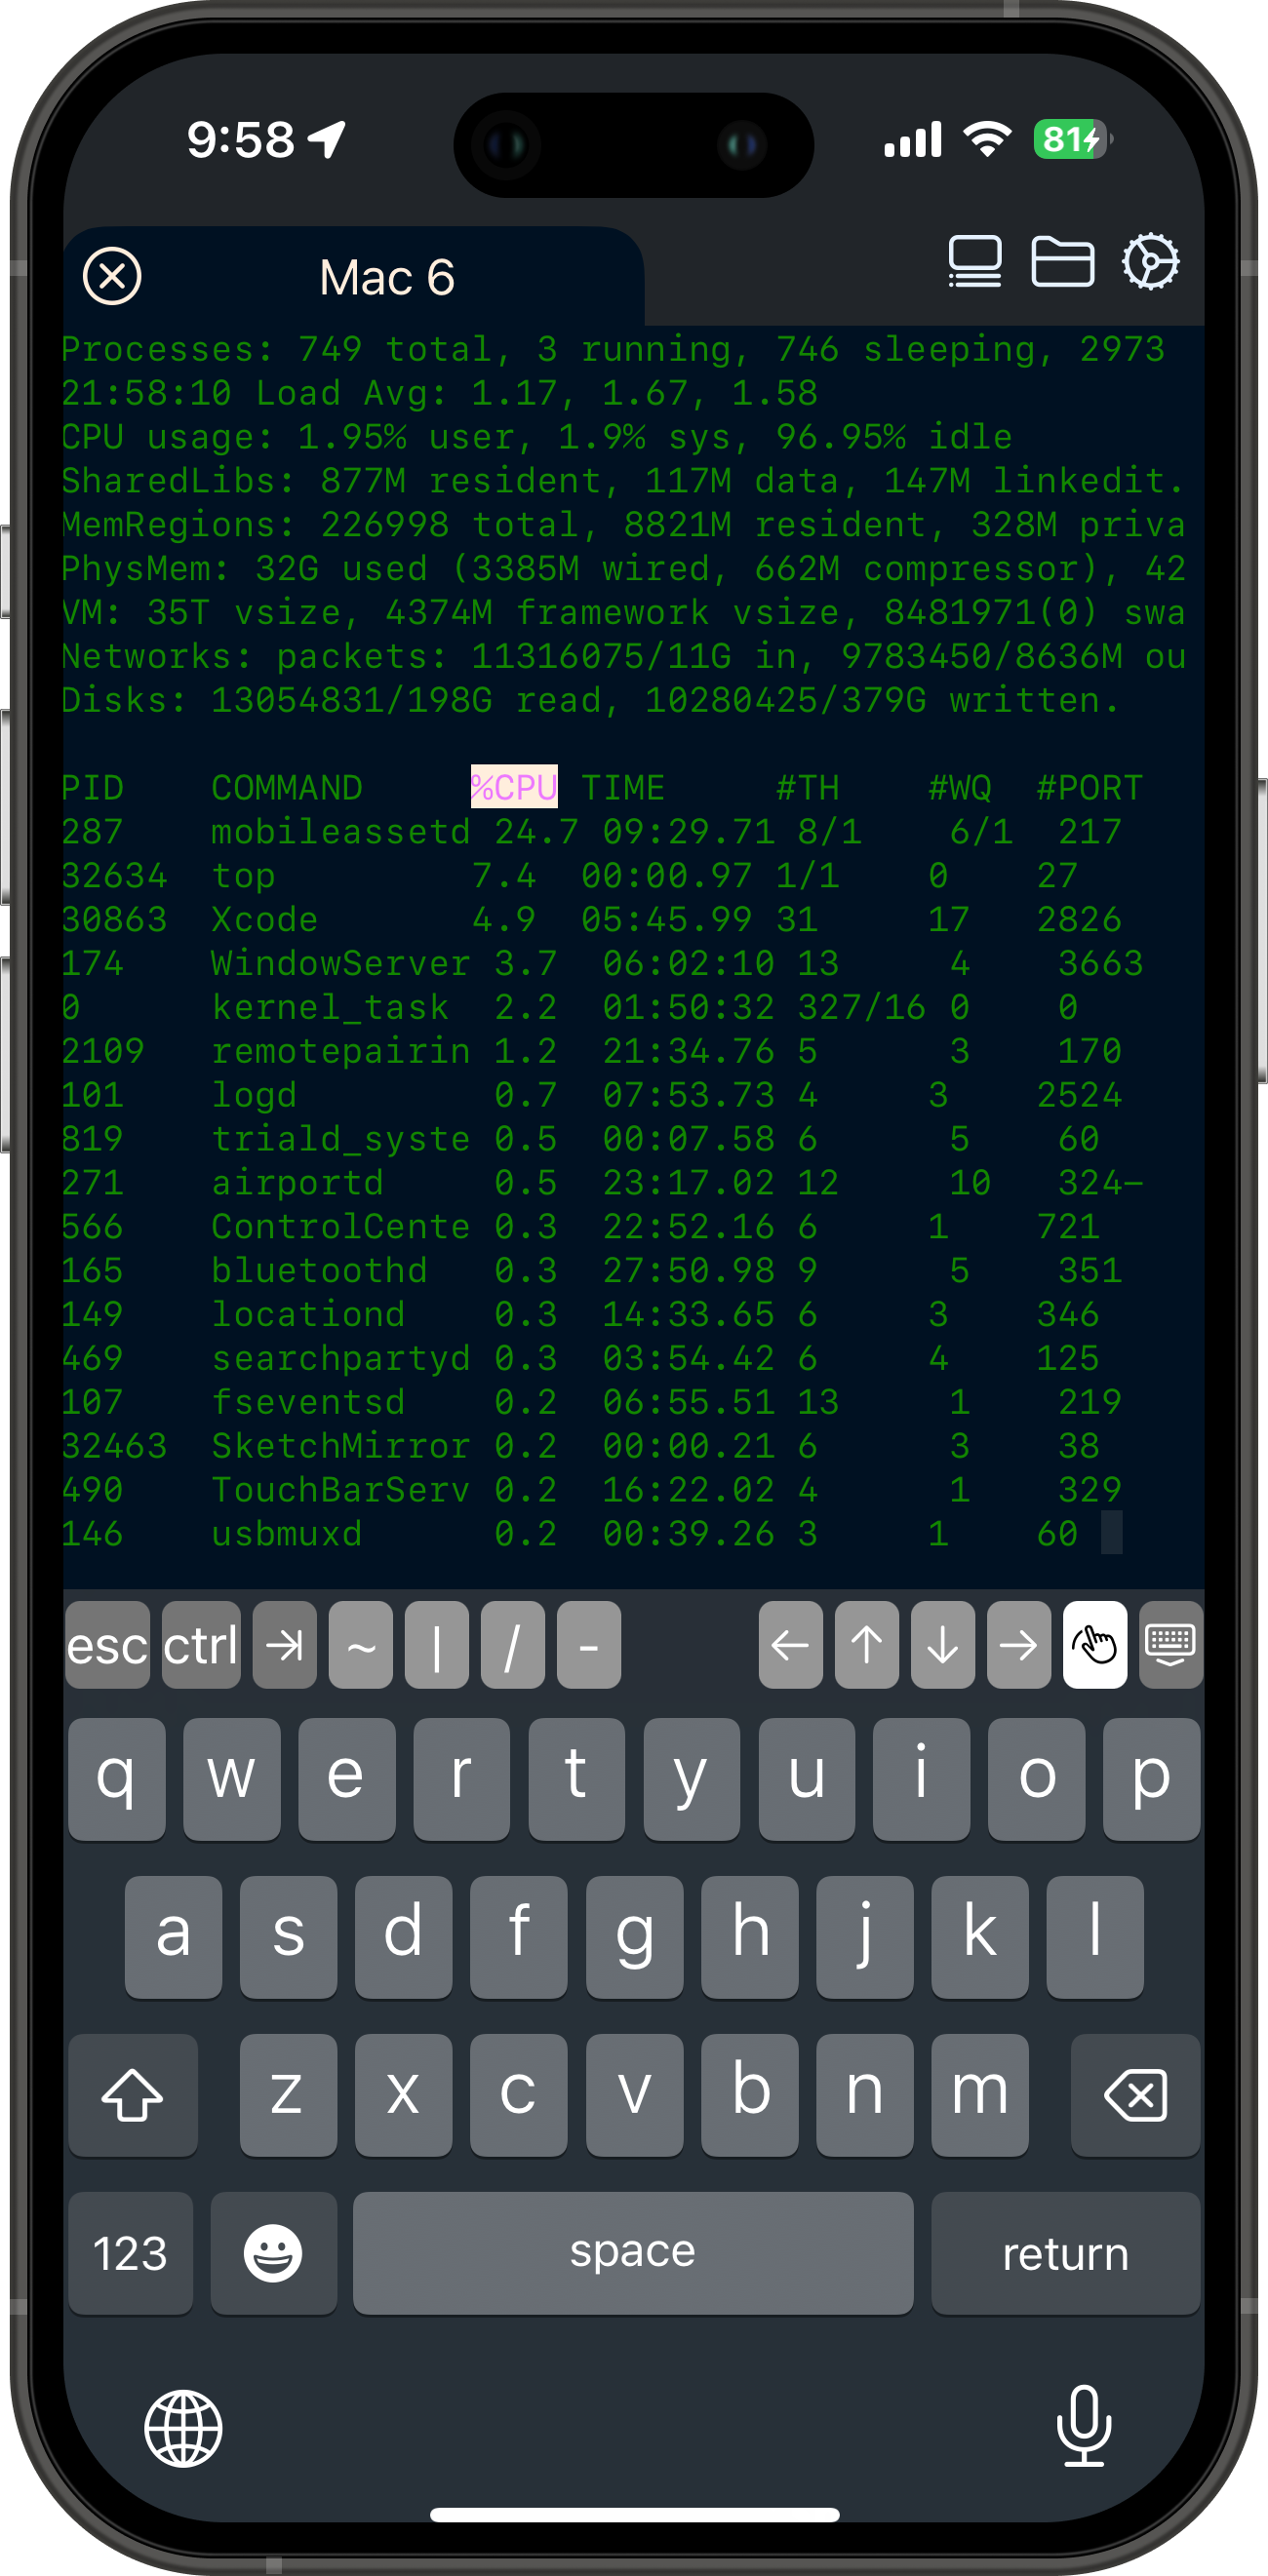 9:58 81
Mac 6
Processes: 749 total, 3 running, 746 sleeping, 2973
21:58:10 Load Avg: 1.17, 1.67, 1.58
CPU usage: 1.95% user, 1.9% sys, 96.95% idle
SharedLibs: 877M resident, 117M data, 147M linkedit.
MemRegions: 226998 total, 8821M resident, 328M priva
PhysMem: 32G used (3385M wired, 662M compressor), 42
VM: 35T vsize, 4374M framework vsize, 8481971(0) swa
Networks: packets: 11316075/11G in, 9783450/8636M ou
Disks: 13054831/198G read, 10280425/379G written.
PID COMMAND %CPU TIME #TH #WQ #PORT
287 mobileassetd 24.7 09:29.71 8/1 6/1 217
32634 top 7.4 00:00.97 1/1 0 27
30863 Xcode 4.9 05:45.99 31 17 2826
174 WindowServer 3.7 06:02:10 13 4 3663
0 kernel_task 2.2 01:50:32 327/16 0 0
2109 remotepairin 1.2 21:34.76 5 3 170
101 logd 0.7 07:53.73 4 3 2524
819 triald_syste 0.5 00:07.58 6 5 60
271 airportd 0.5 23:17.02 12 10 324-
566 ControlCente 0.3 22:52.16 6 1 721
165 bluetoothd 0.3 27:50.98 9 5 351
149 locationd 0.3 14:33.65 6 3 346
469 searchpartyd 0.3 03:54.42 6 4 125
107 fseventsd 0.2 06:55.51 13 1 219
32463 SketchMirror 0.2 00:00.21 6 3 38
490 TouchBarServ 0.2 16:22.02 4 1 329
146 usbmuxd 0.2 00:39.26 3 1 60
esc ctrl ~ | / -
q w e r t y u i o p
a s d f g h j k l
z x c v b n m
123 space return